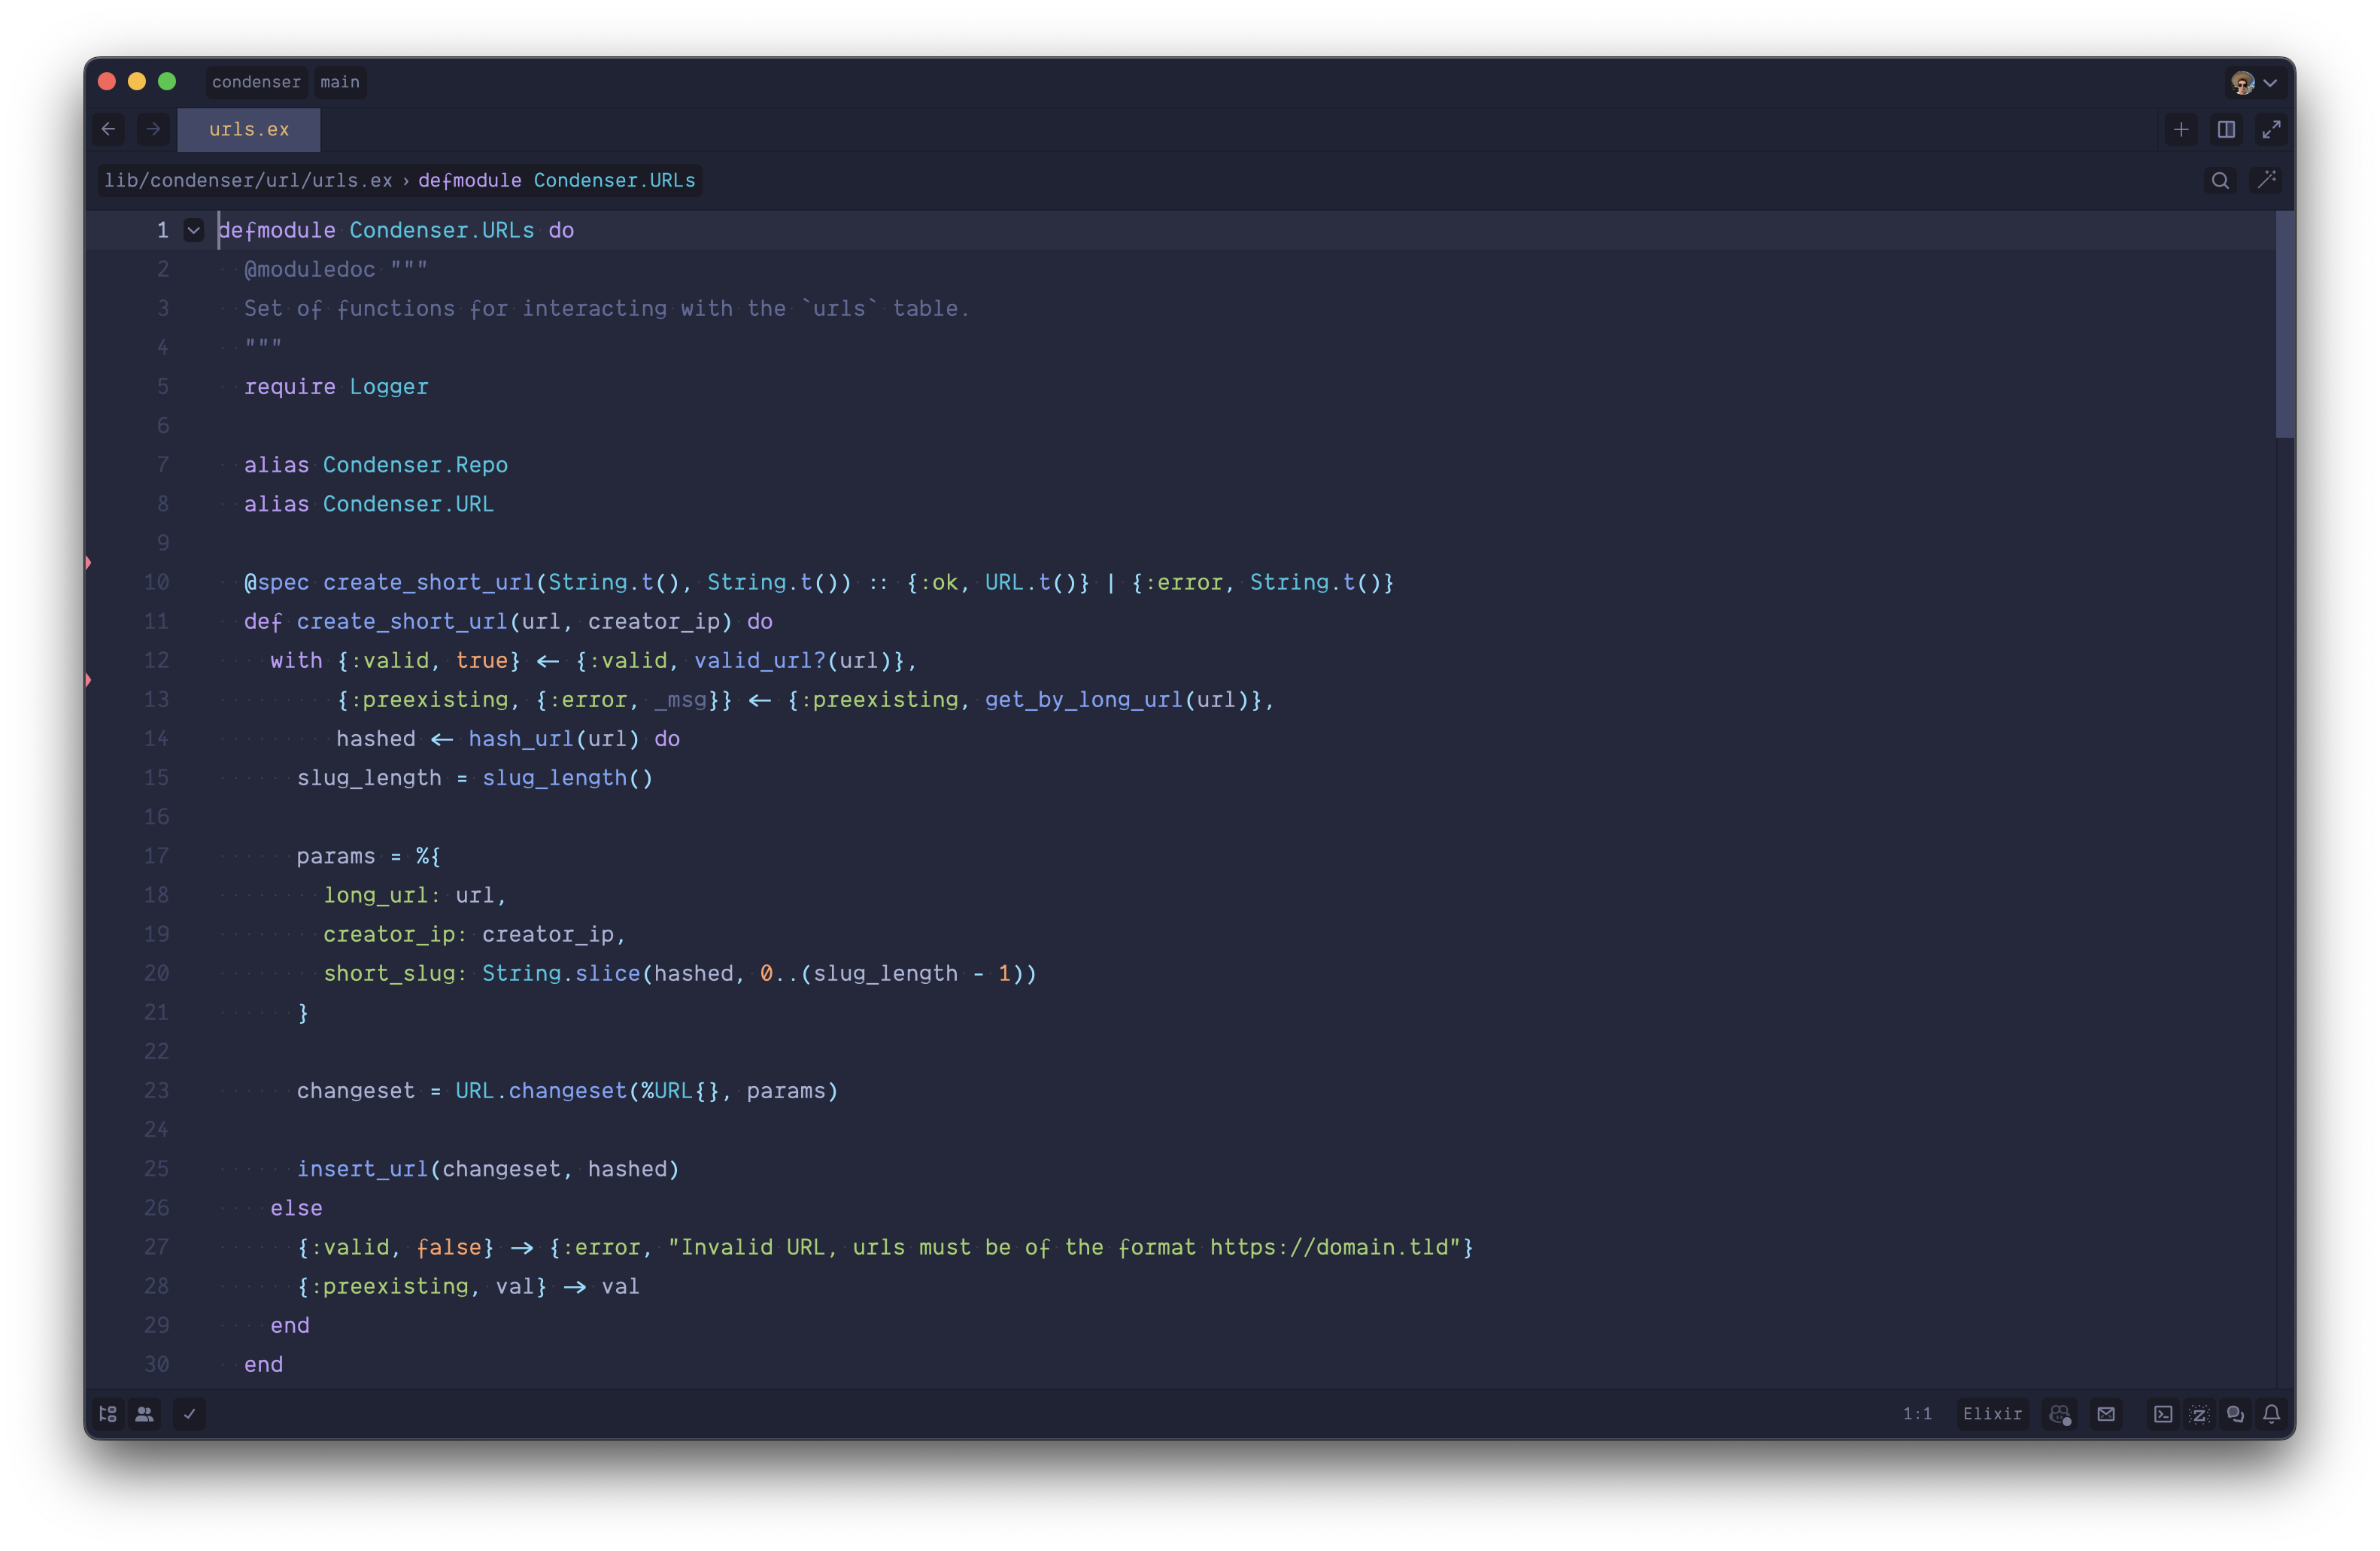 condenser main
urls.ex
lib/condenser/url/urls.ex › defmodule Condenser.URLs
1 defmodule Condenser.URLs do
2   @moduledoc """
3   Set of functions for interacting with the `urls` table.
4   """
5   require Logger
6
7   alias Condenser.Repo
8   alias Condenser.URL
9
10   @spec create_short_url(String.t(), String.t()) :: {:ok, URL.t()} | {:error, String.t()}
11   def create_short_url(url, creator_ip) do
12     with {:valid, true} <- {:valid, valid_url?(url)},
13          {:preexisting, {:error, _msg}} <- {:preexisting, get_by_long_url(url)},
14          hashed <- hash_url(url) do
15       slug_length = slug_length()
16
17       params = %{
18         long_url: url,
19         creator_ip: creator_ip,
20         short_slug: String.slice(hashed, 0..(slug_length - 1))
21       }
22
23       changeset = URL.changeset(%URL{}, params)
24
25       insert_url(changeset, hashed)
26     else
27       {:valid, false} -> {:error, "Invalid URL, urls must be of the format https://domain.tld"}
28       {:preexisting, val} -> val
29     end
30   end
1:1 Elixir